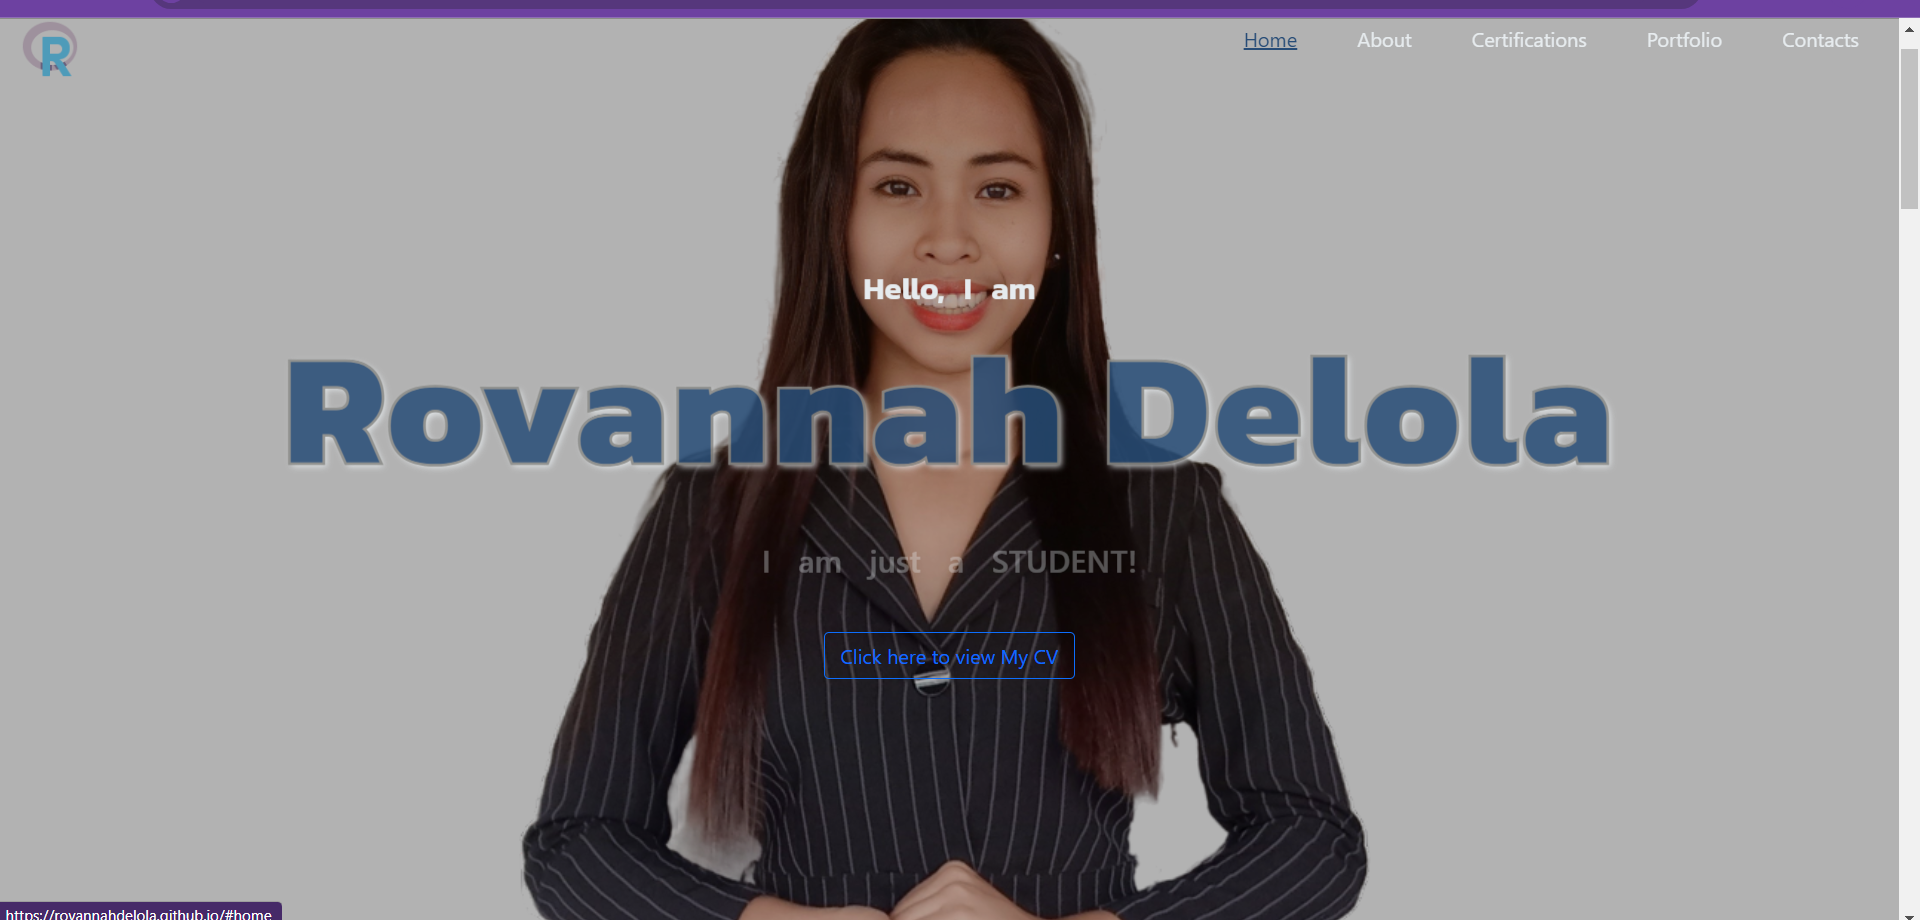 R
Home About Certifications Portfolio Contacts
Hello, I am
Rovannah Delola
I am just a STUDENT!
Click here to view My CV
https://rovannahdelola.github.io/#home